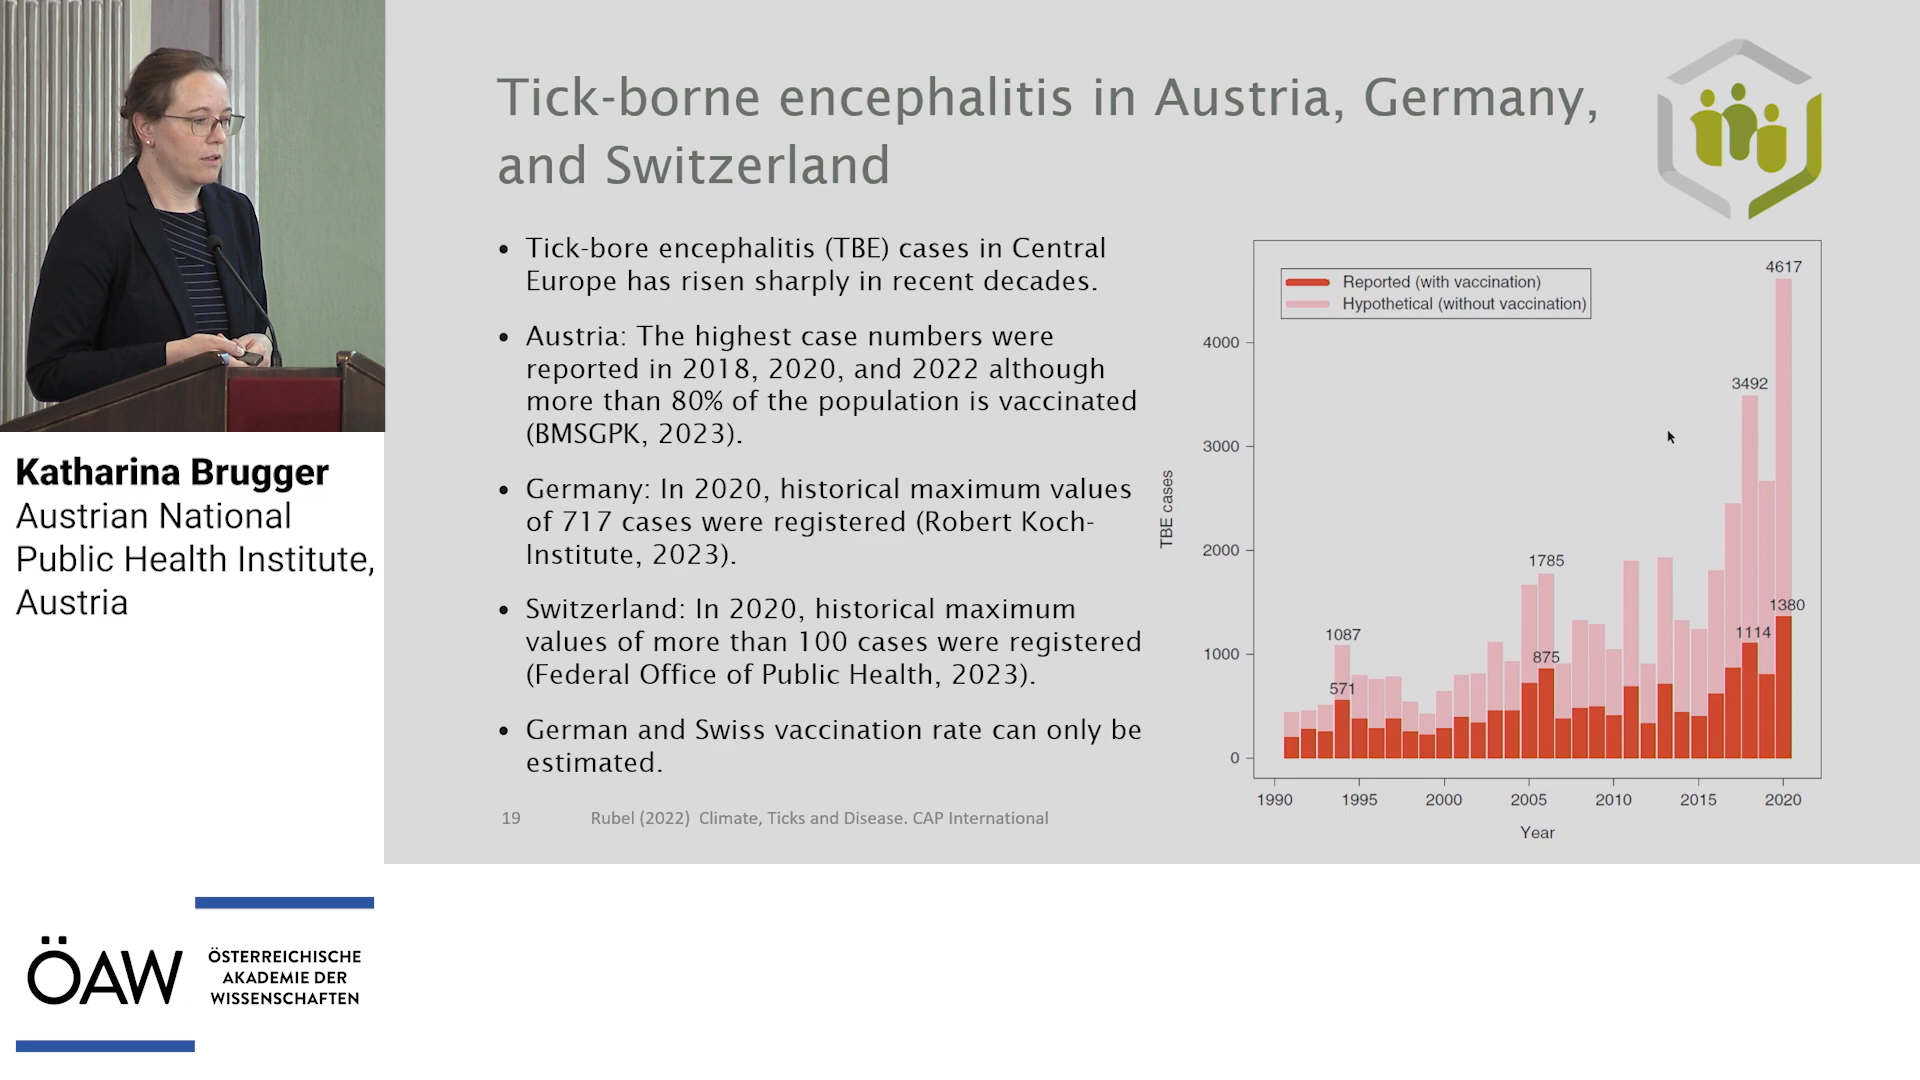 Tick-borne encephalitis in Austria, Germany,
and Switzerland
• Tick-bore encephalitis (TBE) cases in Central
Europe has risen sharply in recent decades.
• Austria: The highest case numbers were
reported in 2018, 2020, and 2022 although
more than 80% of the population is vaccinated
(BMSGPK, 2023).
• Germany: In 2020, historical maximum values
of 717 cases were registered (Robert Koch-
Institute, 2023).
• Switzerland: In 2020, historical maximum
values of more than 100 cases were registered
(Federal Office of Public Health, 2023).
• German and Swiss vaccination rate can only be
estimated.
19 Rubel (2022) Climate, Ticks and Disease. CAP International
Reported (with vaccination)
Hypothetical (without vaccination)
4617
3492
1785
1380
1114
1087
875
571
TBE cases
4000
3000
2000
1000
0
1990 1995 2000 2005 2010 2015 2020
Year
Katharina Brugger
Austrian National
Public Health Institute,
Austria
ÖAW
ÖSTERREICHISCHE
AKADEMIE DER
WISSENSCHAFTEN